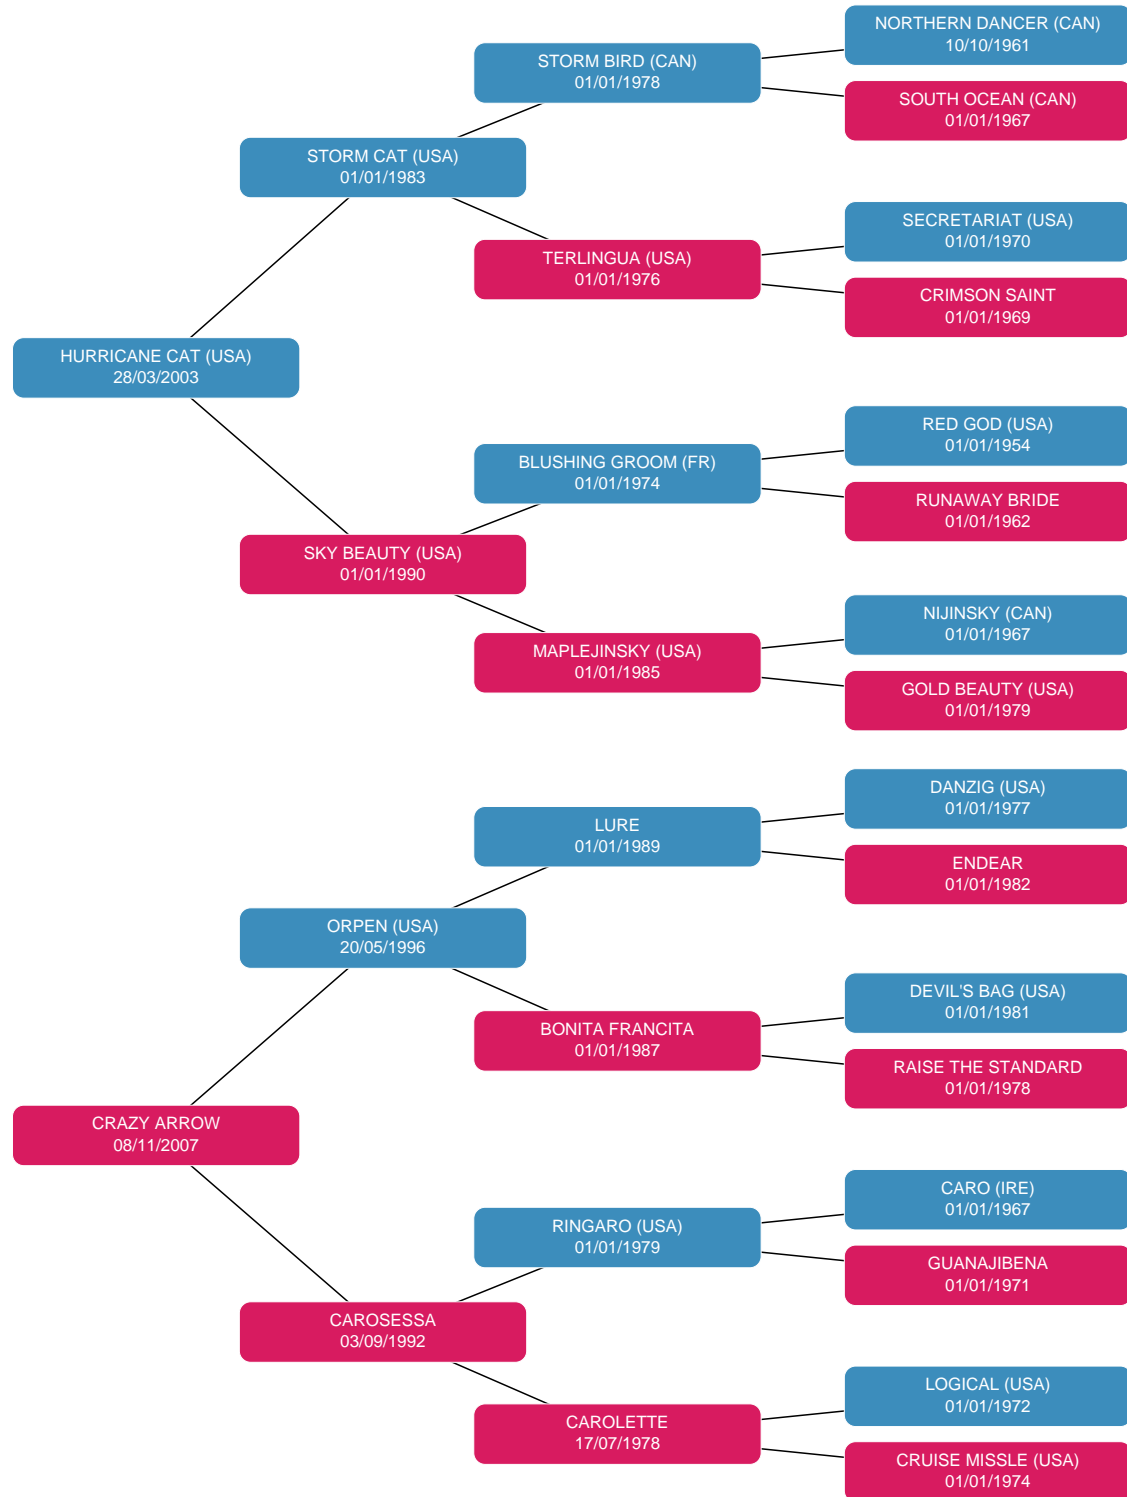 NORTHERN DANCER (CAN)
10/10/1961
STORM BIRD (CAN)
01/01/1978
SOUTH OCEAN (CAN)
01/01/1967
STORM CAT (USA)
01/01/1983
SECRETARIAT (USA)
01/01/1970
TERLINGUA (USA)
01/01/1976
CRIMSON SAINT
01/01/1969
HURRICANE CAT (USA)
28/03/2003
RED GOD (USA)
01/01/1954
BLUSHING GROOM (FR)
01/01/1974
RUNAWAY BRIDE
01/01/1962
SKY BEAUTY (USA)
01/01/1990
NIJINSKY (CAN)
01/01/1967
MAPLEJINSKY (USA)
01/01/1985
GOLD BEAUTY (USA)
01/01/1979
DANZIG (USA)
01/01/1977
LURE
01/01/1989
ENDEAR
01/01/1982
ORPEN (USA)
20/05/1996
DEVIL'S BAG (USA)
01/01/1981
BONITA FRANCITA
01/01/1987
RAISE THE STANDARD
01/01/1978
CRAZY ARROW
08/11/2007
CARO (IRE)
01/01/1967
RINGARO (USA)
01/01/1979
GUANAJIBENA
01/01/1971
CAROSESSA
03/09/1992
LOGICAL (USA)
01/01/1972
CAROLETTE
17/07/1978
CRUISE MISSLE (USA)
01/01/1974